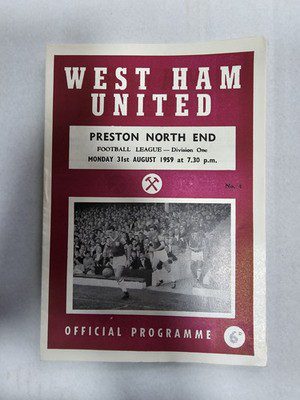 WEST HAM
UNITED
PRESTON NORTH END
FOOTBALL LEAGUE — Division One
MONDAY 31st AUGUST 1959 at 7.30 p.m.
No. 4
OFFICIAL PROGRAMME
6D